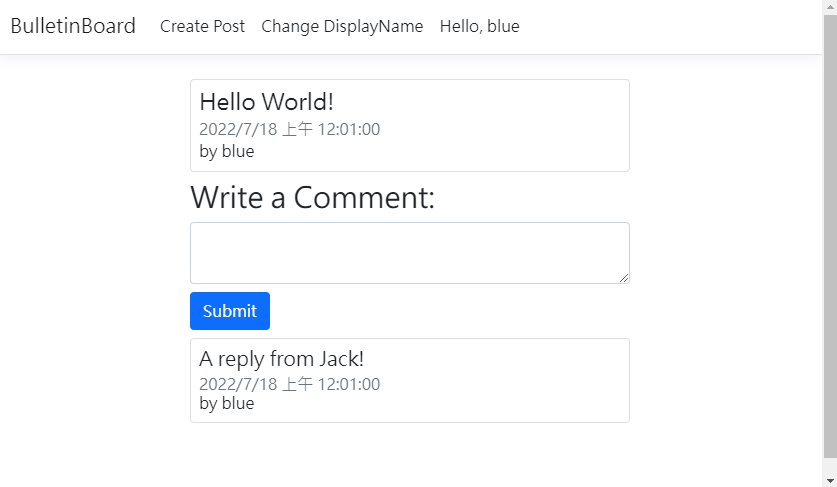 BulletinBoard Create Post Change DisplayName Hello, blue
Hello World!
2022/7/18 上午 12:01:00
by blue
Write a Comment:
Submit
A reply from Jack!
2022/7/18 上午 12:01:00
by blue